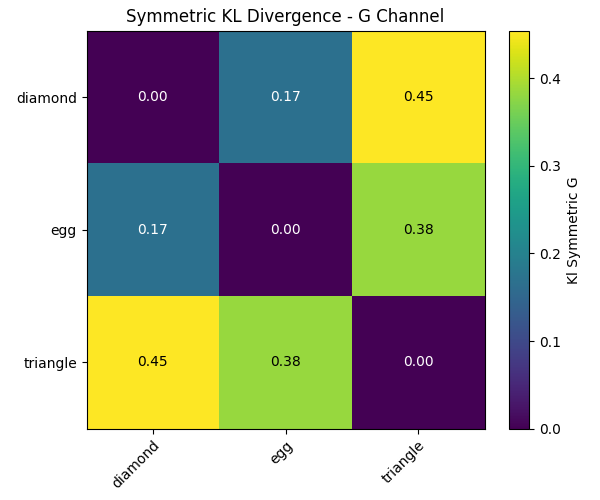 Symmetric KL Divergence - G Channel
diamond
0.00
0.17
0.45
egg
0.17
0.00
0.38
triangle
0.45
0.38
0.00
diamond
egg
triangle
0.4
0.3
0.2
0.1
0.0
Kl Symmetric G